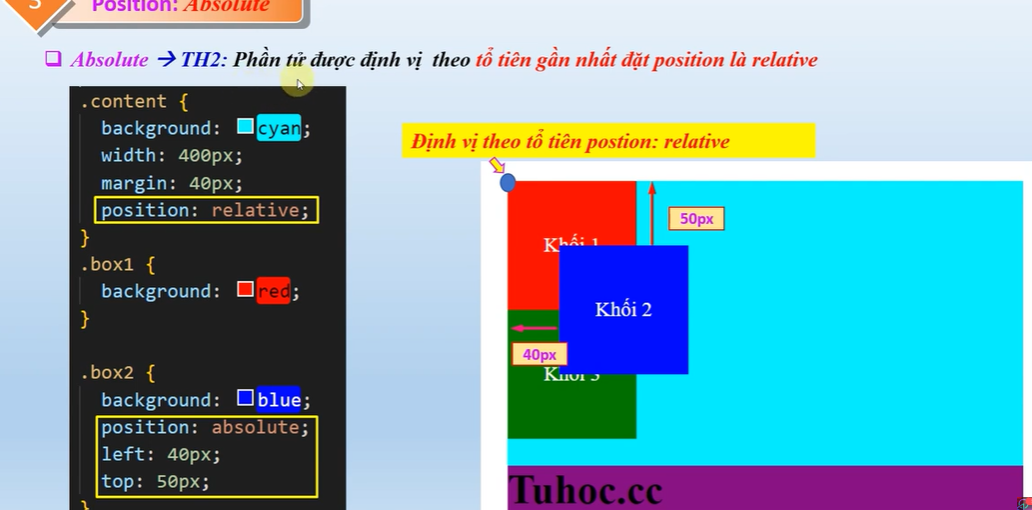 3
Position: Absolute
Absolute → TH2: Phần tử được định vị theo tổ tiên gần nhất đặt position là relative
.content {
background: cyan;
width: 400px;
margin: 40px;
position: relative;
}
.box1 {
background: red;
}
.box2 {
background: blue;
position: absolute;
left: 40px;
top: 50px;
}
Định vị theo tổ tiên postion: relative
50px
Khối 1
Khối 2
40px
Khối 3
Tuhoc.cc